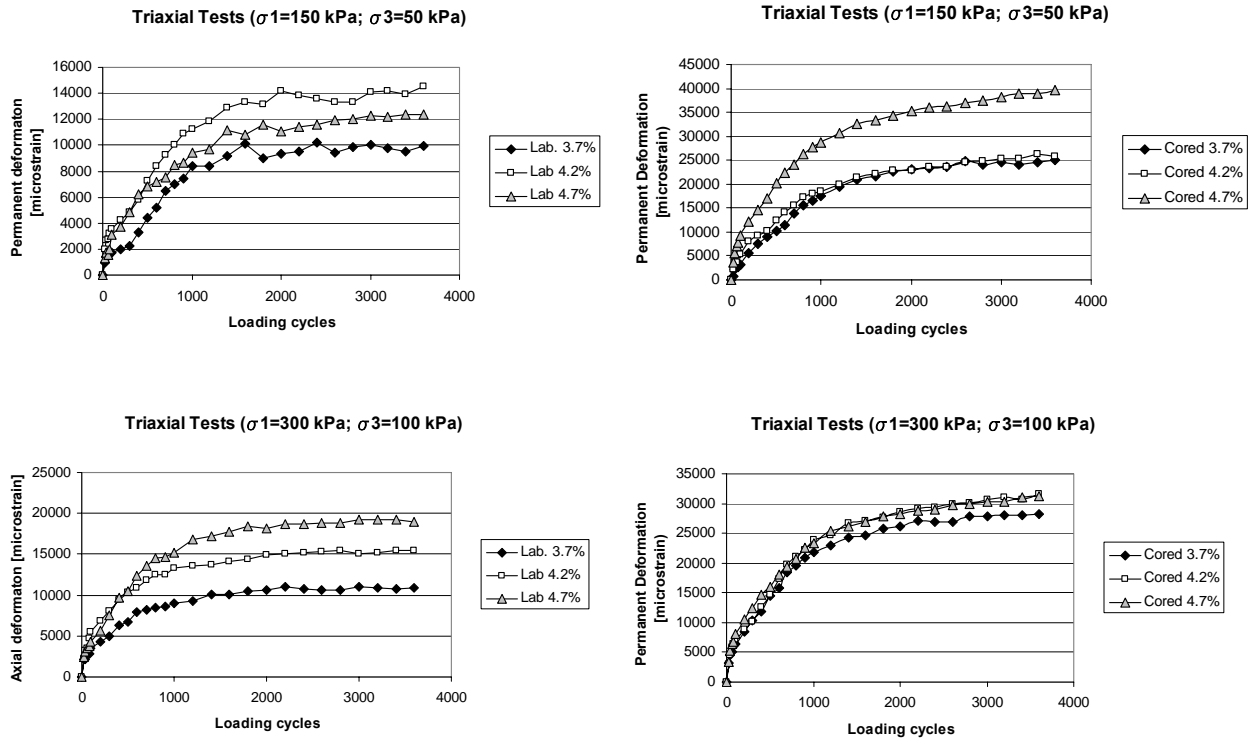 Triaxial Tests (σ1=150 kPa; σ3=50 kPa)
16000
14000
12000
10000
8000
6000
4000
2000
0
Permanent deformaton
[microstrain]
0 1000 2000 3000 4000
Loading cycles
Lab. 3.7%
Lab 4.2%
Lab 4.7%
Triaxial Tests (σ1=150 kPa; σ3=50 kPa)
45000
40000
35000
30000
25000
20000
15000
10000
5000
0
Permanent Deformation
[microstrain)
0 1000 2000 3000 4000
Loading cycles
Cored 3.7%
Cored 4.2%
Cored 4.7%
Triaxial Tests (σ1=300 kPa; σ3=100 kPa)
25000
20000
15000
10000
5000
0
Axial deformaton [microstrain]
0 1000 2000 3000 4000
Loading cycles
Lab. 3.7%
Lab 4.2%
Lab 4.7%
Triaxial Tests (σ1=300 kPa; σ3=100 kPa)
35000
30000
25000
20000
15000
10000
5000
0
Permanent Deformation
[microstrain)
0 1000 2000 3000 4000
Loading cycles
Cored 3.7%
Cored 4.2%
Cored 4.7%